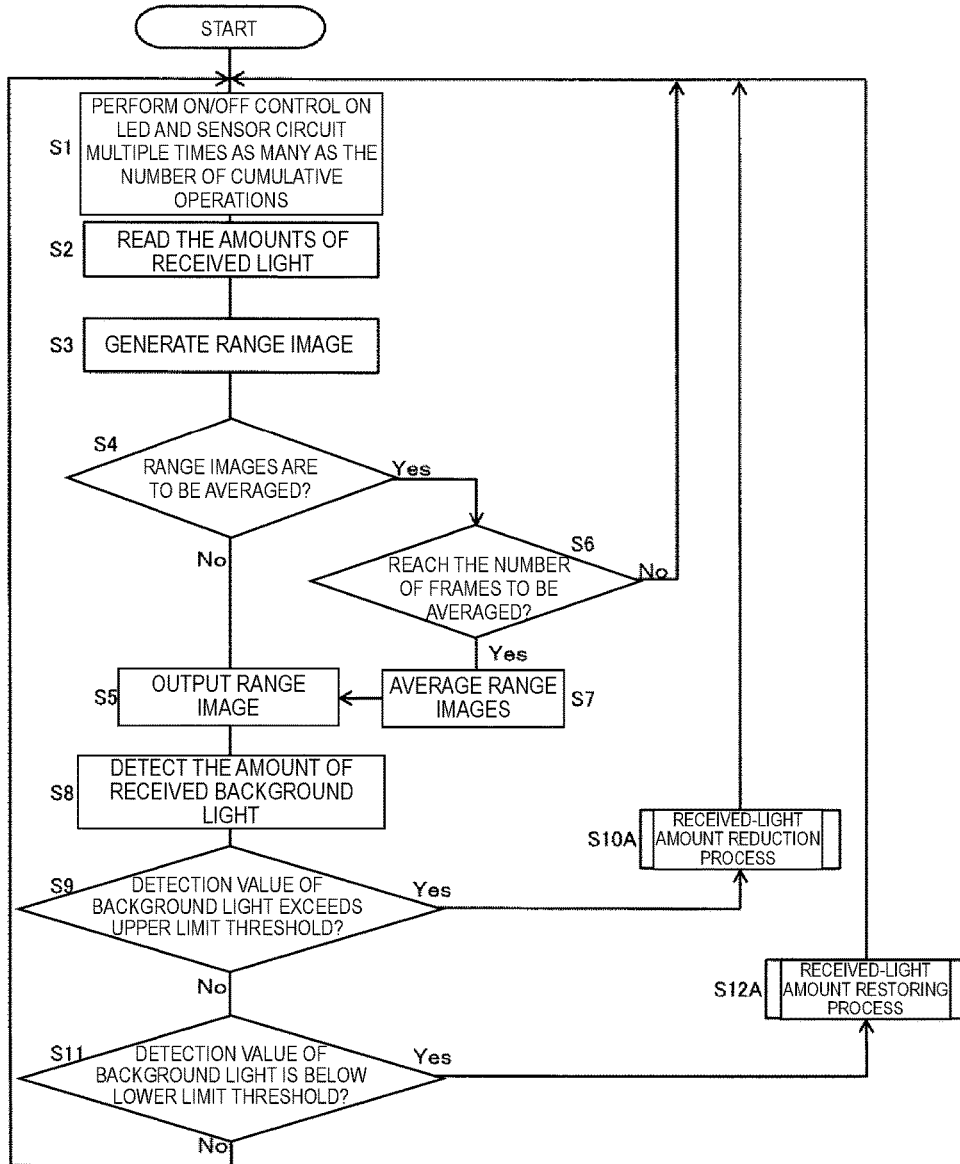 START
PERFORM ON/OFF CONTROL ON
LED AND SENSOR CIRCUIT
S1
MULTIPLE TIMES AS MANY AS THE
NUMBER OF CUMULATIVE
OPERATIONS
S2
READ THE AMOUNTS OF
RECEIVED LIGHT
S3
GENERATE RANGE IMAGE
S4
RANGE IMAGES ARE
TO BE AVERAGED?
Yes
No
S6
REACH THE NUMBER
OF FRAMES TO BE
AVERAGED?
No
Yes
S5
OUTPUT RANGE
IMAGE
AVERAGE RANGE
IMAGES
S7
S8
DETECT THE AMOUNT OF
RECEIVED BACKGROUND
LIGHT
S10A
RECEIVED-LIGHT
AMOUNT REDUCTION
PROCESS
S9
DETECTION VALUE OF
BACKGROUND LIGHT EXCEEDS
UPPER LIMIT THRESHOLD?
Yes
No
S12A
RECEIVED-LIGHT
AMOUNT RESTORING
PROCESS
S11
DETECTION VALUE OF
BACKGROUND LIGHT IS BELOW
LOWER LIMIT THRESHOLD?
Yes
No